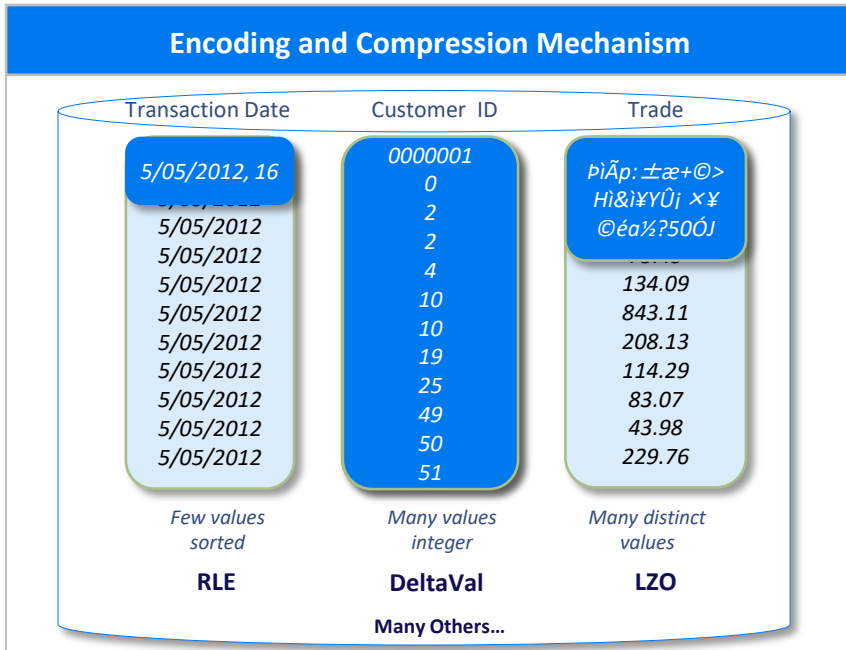 Encoding and Compression Mechanism
Transaction Date
Customer ID
Trade
5/05/2012, 16
5/05/2012
5/05/2012
5/05/2012
5/05/2012
5/05/2012
5/05/2012
5/05/2012
5/05/2012
5/05/2012
0000001
0
2
2
4
10
10
19
25
49
50
51
ÞìÃp: ±æ+©>
Hì&ì¥YÛ¡ ×¥
©éa½?50ÓJ
134.09
843.11
208.13
114.29
83.07
43.98
229.76
Few values
sorted
Many values
integer
Many distinct
values
RLE
DeltaVal
LZO
Many Others…